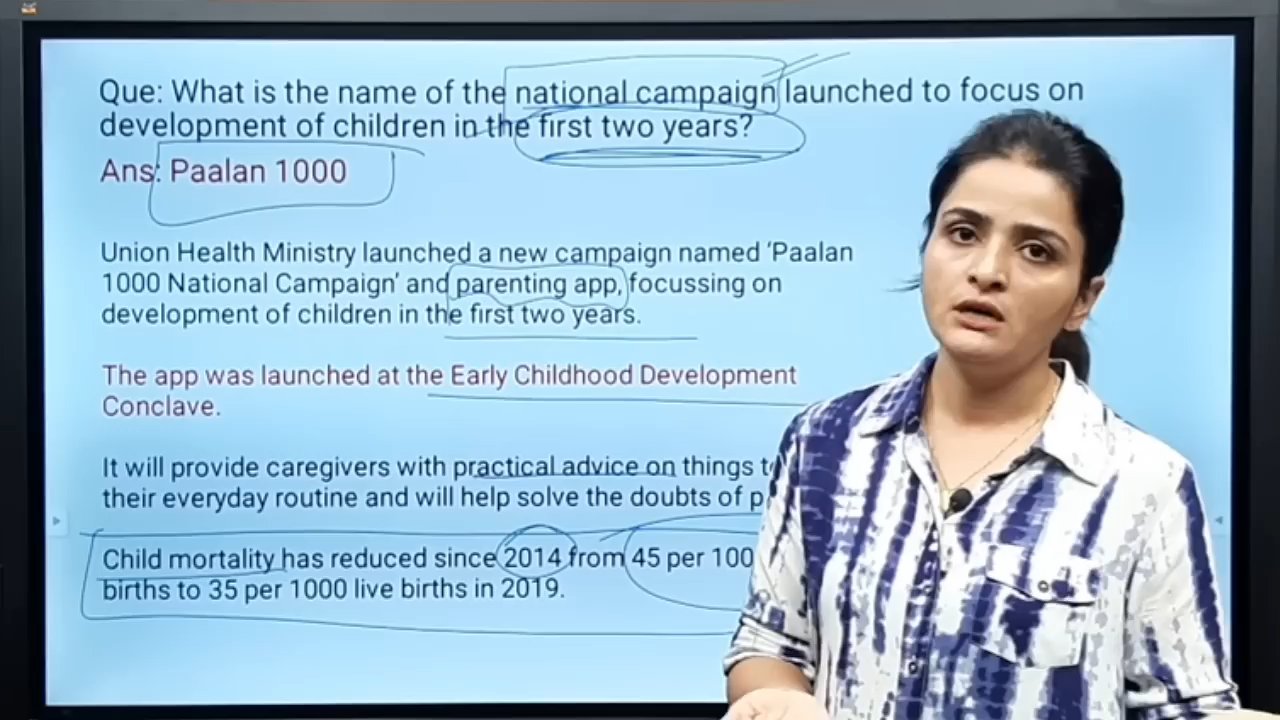 Que: What is the name of the national campaign launched to focus on
development of children in the first two years?
Ans: Paalan 1000
Union Health Ministry launched a new campaign named ‘Paalan
1000 National Campaign’ and parenting app, focussing on
development of children in the first two years.
The app was launched at the Early Childhood Development
Conclave.
It will provide caregivers with practical advice on things
their everyday routine and will help solve the doubts of
Child mortality has reduced since 2014 from 45 per
births to 35 per 1000 live births in 2019.